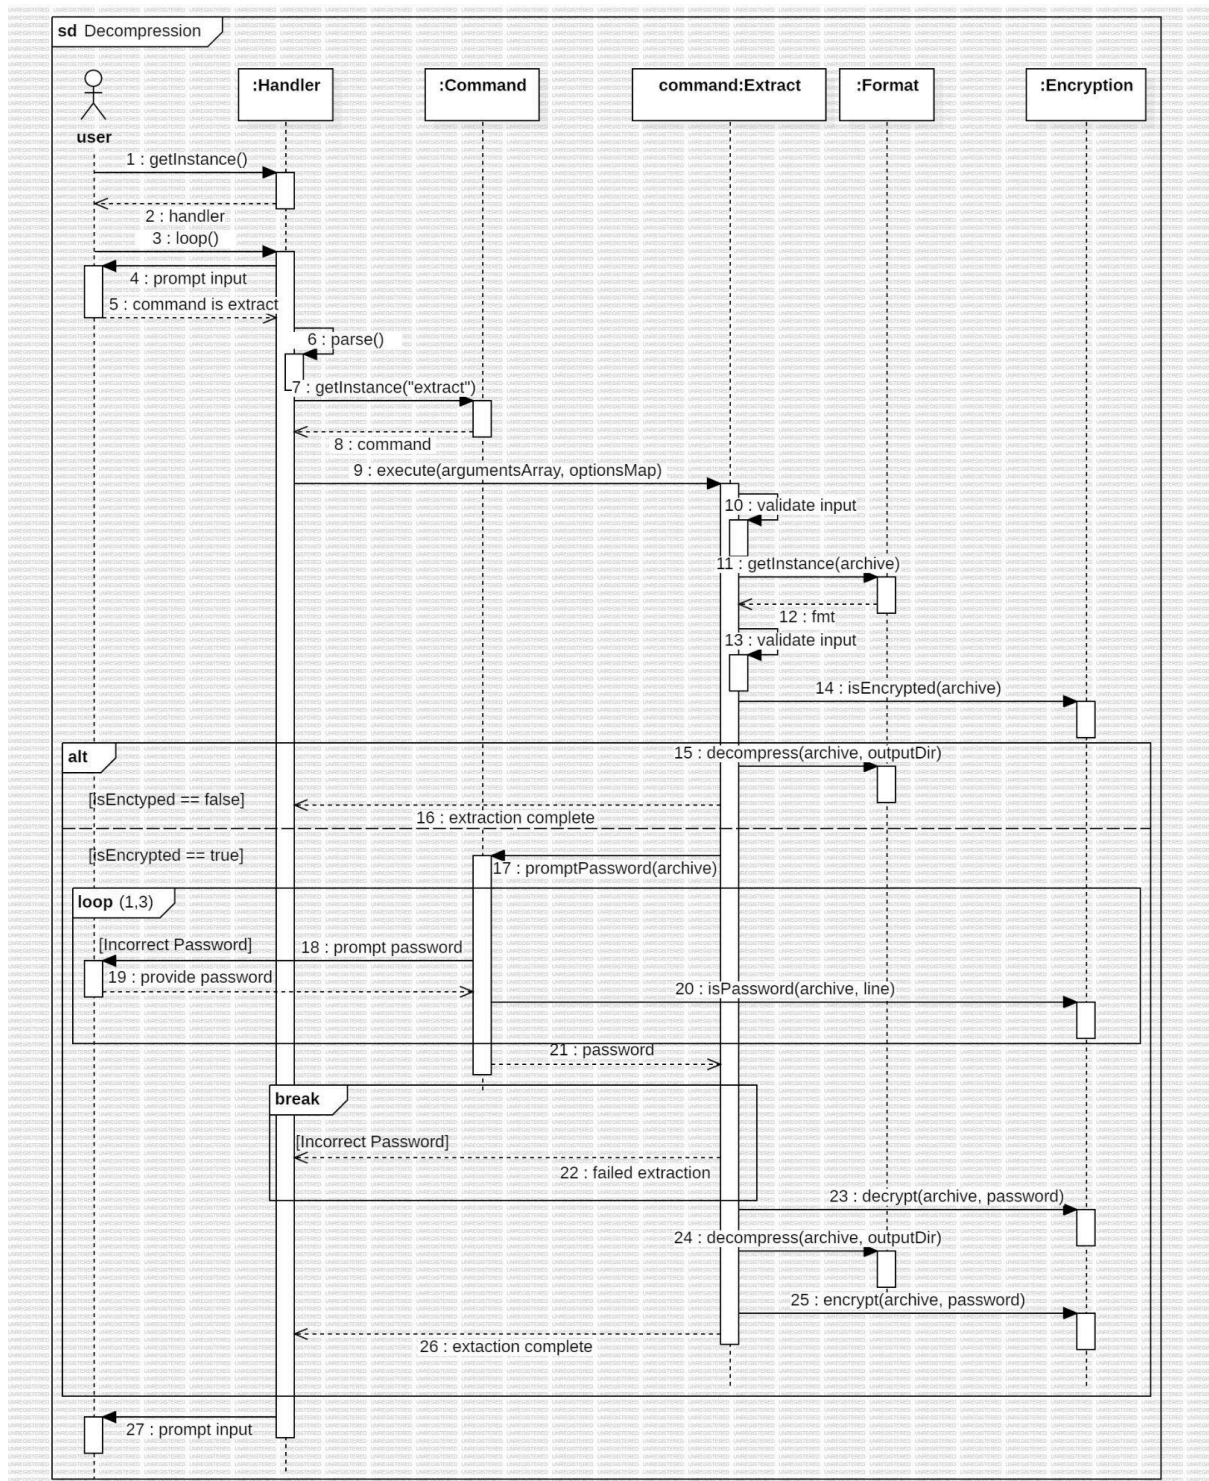 sd Decompression
:Handler
:Command
command:Extract
:Format
:Encryption
user
1 : getInstance()
2 : handler
3 : loop()
4 : prompt input
5 : command is extract
6 : parse()
7 : getInstance("extract")
8 : command
9 : execute(argumentsArray, optionsMap)
10 : validate input
11 : getInstance(archive)
12 : fmt
13 : validate input
14 : isEncrypted(archive)
alt
15 : decompress(archive, outputDir)
[isEnctyped == false]
16 : extraction complete
[isEncrypted == true]
17 : promptPassword(archive)
loop (1,3)
[Incorrect Password]
18 : prompt password
19 : provide password
20 : isPassword(archive, line)
21 : password
break
[Incorrect Password]
22 : failed extraction
23 : decrypt(archive, password)
24 : decompress(archive, outputDir)
25 : encrypt(archive, password)
26 : extaction complete
27 : prompt input